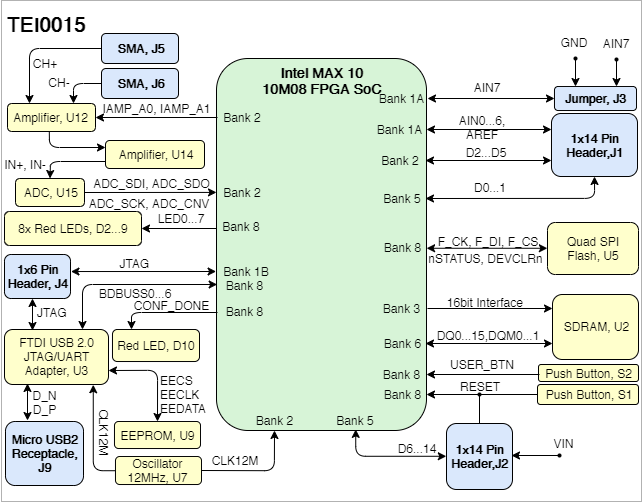 TEI0015
SMA, J5
GND
AIN7
CH+
SMA, J6
CH-
Intel MAX 10
10M08 FPGA SoC
Bank 1A
AIN7
Jumper, J3
Amplifier, U12
IAMP_A0, IAMP_A1
Bank 2
Bank 1A
AIN0...6,
AREF
1x14 Pin
Header,J1
Amplifier, U14
Bank 2
D2...D5
IN+, IN-
ADC, U15
ADC_SDI, ADC_SDO
Bank 2
Bank 5
D0...1
ADC_SCK, ADC_CNV
8x Red LEDs, D2...9
LED0...7
Bank 8
Bank 8
F_CK, F_DI, F_CS
nSTATUS, DEVCLRn
Quad SPI
Flash, U5
1x6 Pin
Header, J4
JTAG
Bank 1B
Bank 8
BDBUSS0...6
JTAG
CONF_DONE
Bank 8
Bank 3
16bit Interface
SDRAM, U2
FTDI USB 2.0
JTAG/UART
Adapter, U3
Red LED, D10
Bank 6
DQ0...15,DQM0...1
Bank 8
USER_BTN
Push Button, S2
Bank 8
RESET
Push Button, S1
D_N
D_P
EECS
EECLK
EEDATA
CLK12M
Micro USB2
Receptacle,
J9
EEPROM, U9
Bank 2
Bank 5
Oscillator
12MHz, U7
CLK12M
D6...14
1x14 Pin
Header,J2
VIN